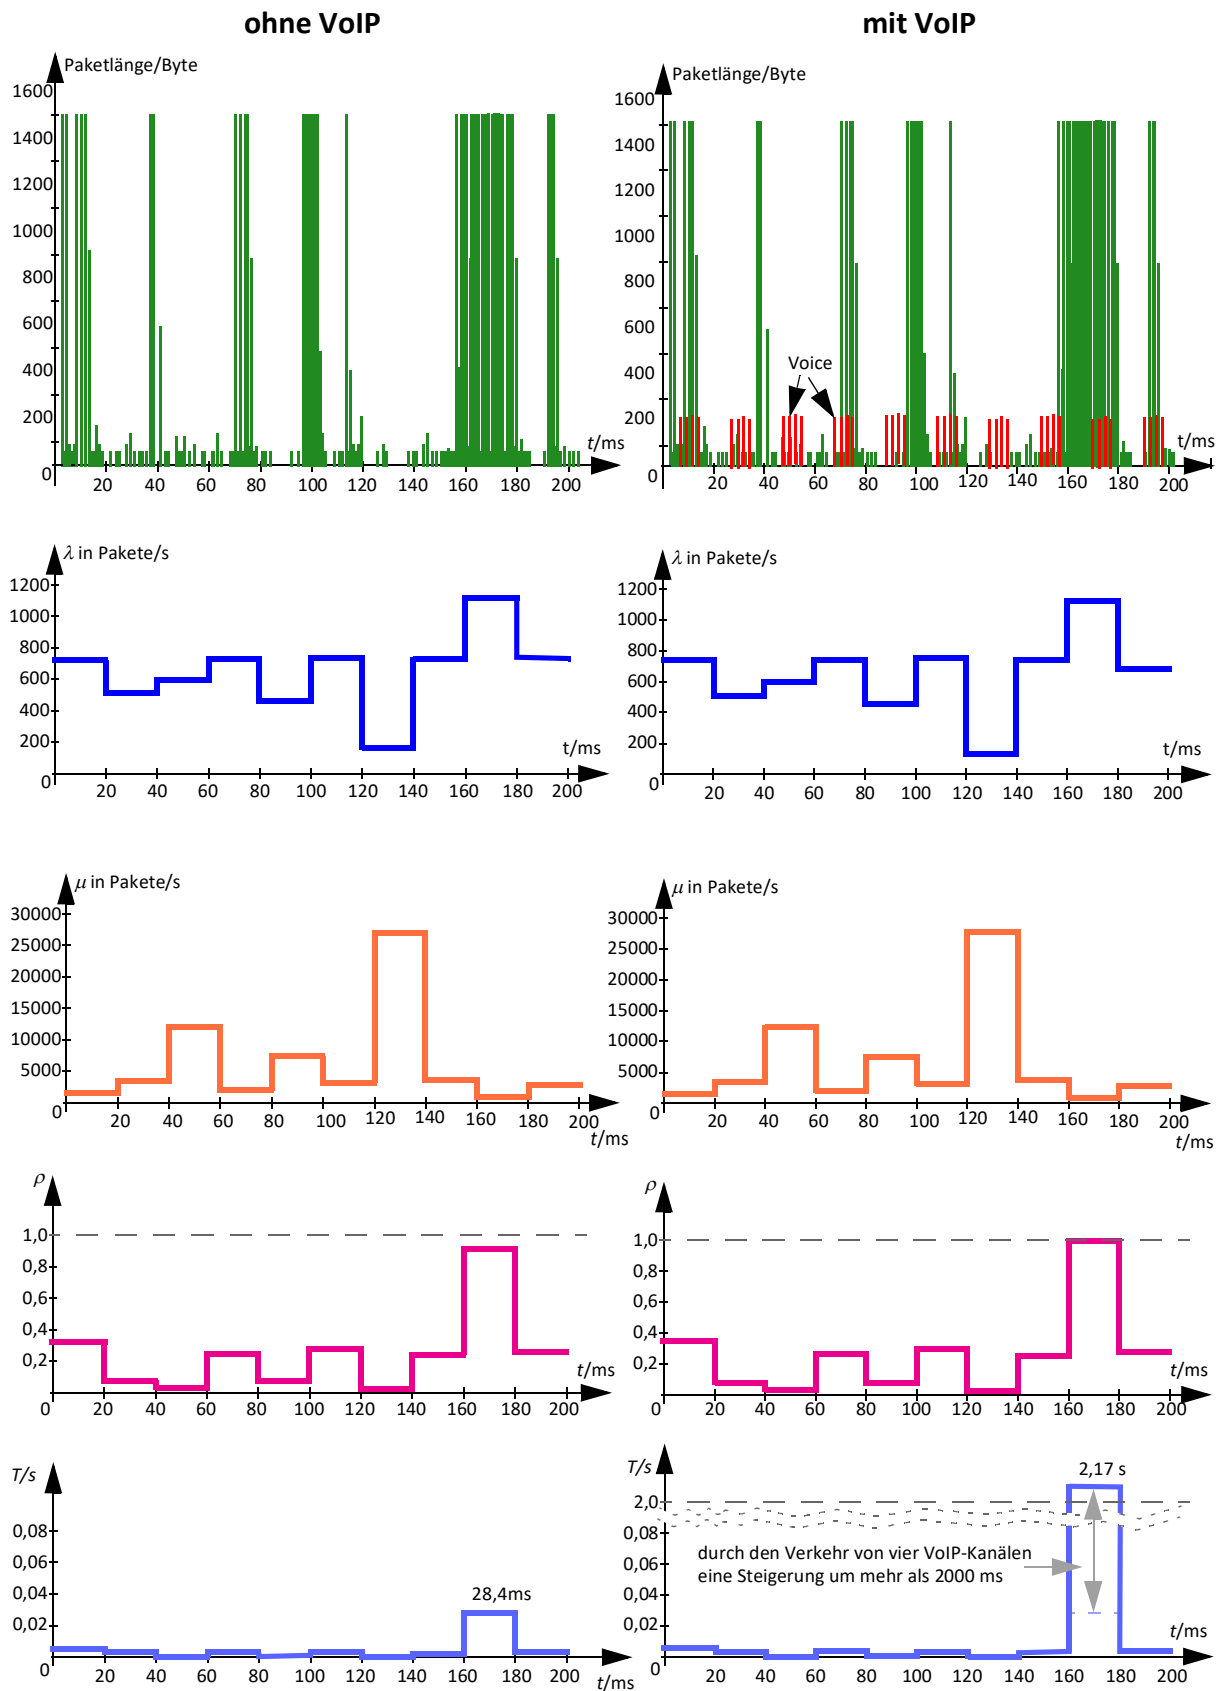 ohne VoIP
Paketlänge/Byte
1600
1400
1200
1000
800
600
400
200
0
t/ms
20 40 60 80 100 120 140 160 180 200
λ in Pakete/s
1200
1000
800
600
400
200
0
t/ms
20 40 60 80 100 120 140 160 180 200
μ in Pakete/s
30000
25000
20000
15000
10000
5000
0
20 40 60 80 100 120 140 160 180 200
t/ms
ρ
1,0
0,8
0,6
0,4
0,2
0
t/ms
20 40 60 80 100 120 140 160 180 200
T/s
0,08
0,06
0,04
0,02
0
28,4ms
20 40 60 80 100 120 140 160 180 200
t/ms
mit VoIP
Paketlänge/Byte
1600
1400
1200
1000
800
600
400
200
0
Voice
t/ms
20 40 60 80 100 120 140 160 180 200
λ in Pakete/s
1200
1000
800
600
400
200
0
t/ms
20 40 60 80 100 120 140 160 180 200
μ in Pakete/s
30000
25000
20000
15000
10000
5000
0
20 40 60 80 100 120 140 160 180 200
t/ms
ρ
1,0
0,8
0,6
0,4
0,2
0
t/ms
20 40 60 80 100 120 140 160 180 200
T/s
2,17 s
2,0
0,08
0,06
0,04
0,02
0
durch den Verkehr von vier VoIP-Kanälen
eine Steigerung um mehr als 2000 ms
t/ms
20 40 60 80 100 120 140 160 180 200